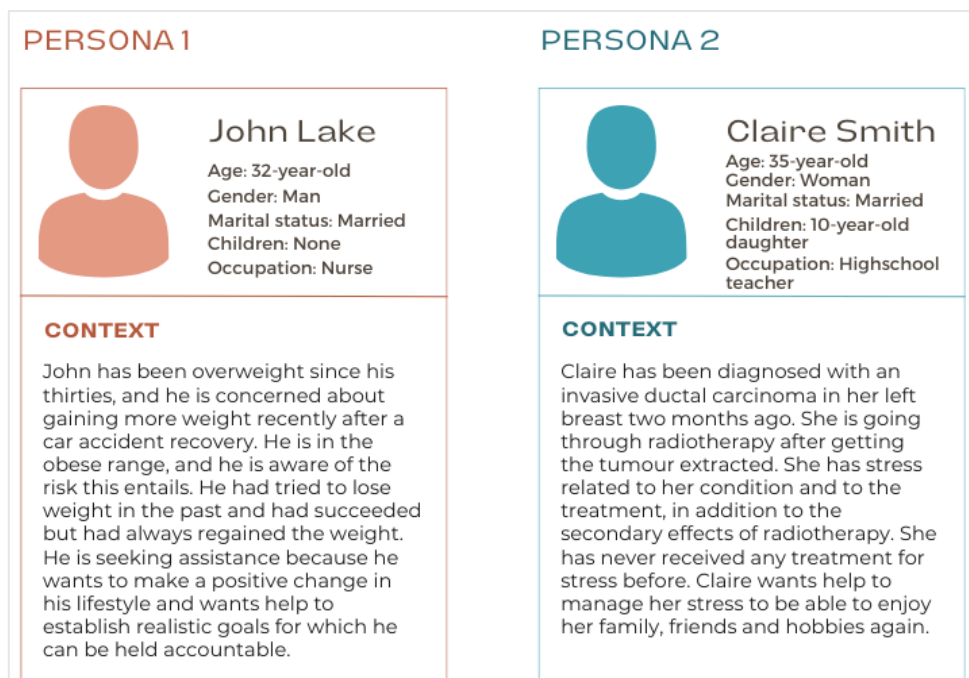 PERSONA 1
John Lake
Age: 32-year-old
Gender: Man
Marital status: Married
Children: None
Occupation: Nurse
CONTEXT
John has been overweight since his
thirties, and he is concerned about
gaining more weight recently after a
car accident recovery. He is in the
obese range, and he is aware of the
risk this entails. He had tried to lose
weight in the past and had succeeded
but had always regained the weight.
He is seeking assistance because he
wants to make a positive change in
his lifestyle and wants help to
establish realistic goals for which he
can be held accountable.
PERSONA 2
Claire Smith
Age: 35-year-old
Gender: Woman
Marital status: Married
Children: 10-year-old
daughter
Occupation: Highschool
teacher
CONTEXT
Claire has been diagnosed with an
invasive ductal carcinoma in her left
breast two months ago. She is going
through radiotherapy after getting
the tumour extracted. She has stress
related to her condition and to the
treatment, in addition to the
secondary effects of radiotherapy. She
has never received any treatment for
stress before. Claire wants help to
manage her stress to be able to enjoy
her family, friends and hobbies again.